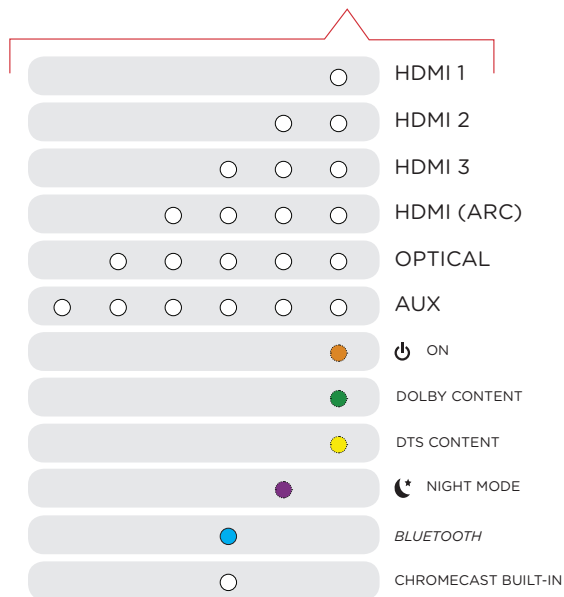 HDMI 1
HDMI 2
HDMI 3
HDMI (ARC)
OPTICAL
AUX
ON
DOLBY CONTENT
DTS CONTENT
NIGHT MODE
BLUETOOTH
CHROMECAST BUILT-IN